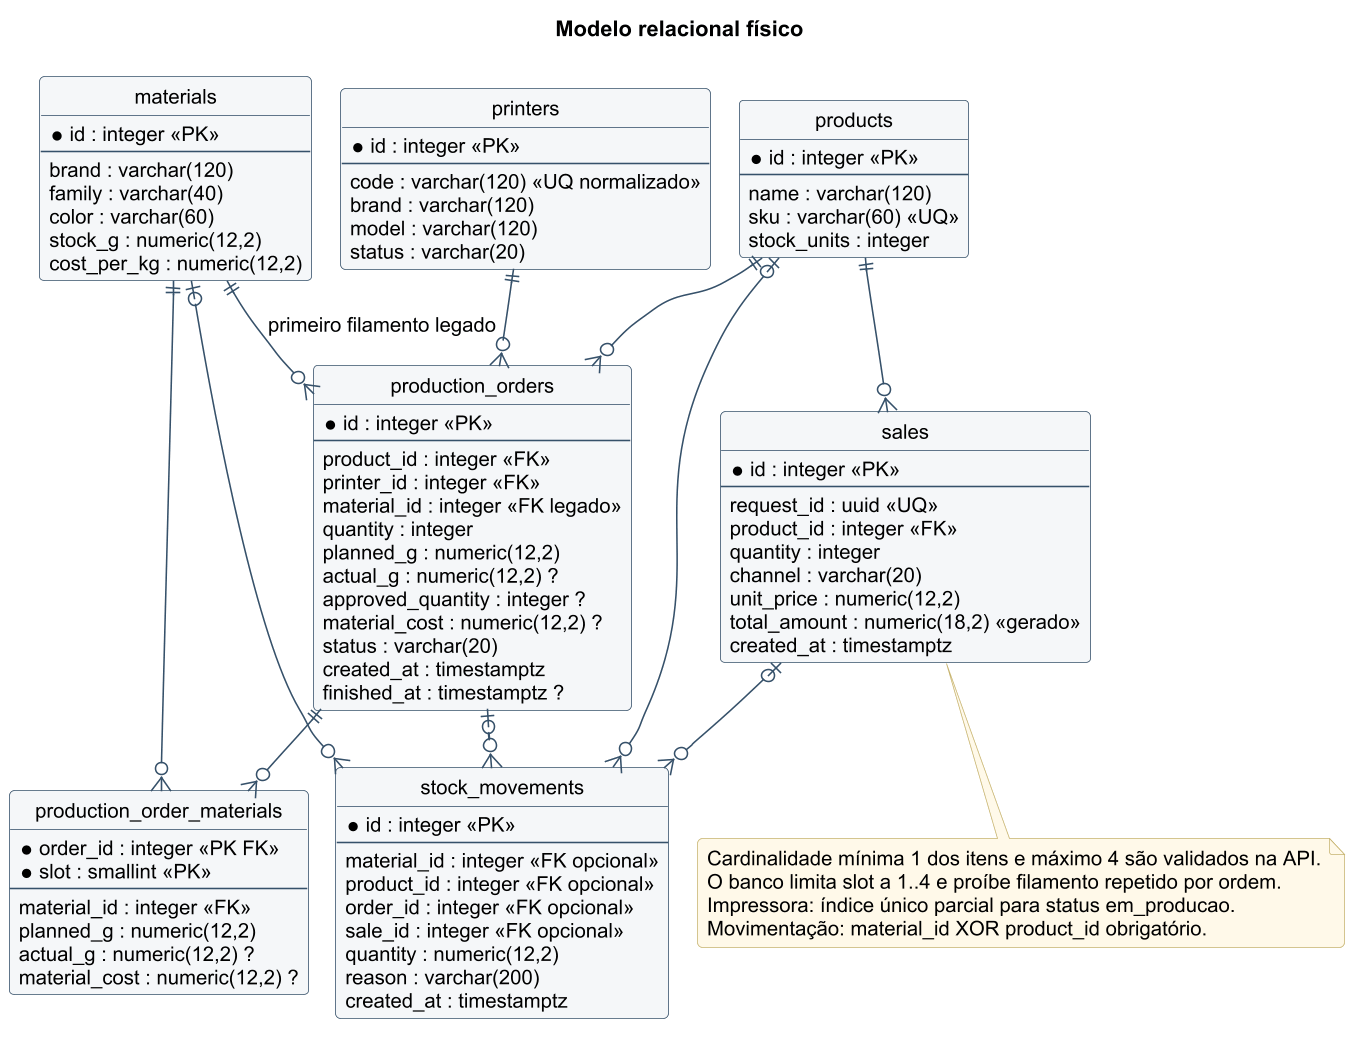 Modelo relacional físico
materials
id : integer «PK»
brand : varchar(120)
family : varchar(40)
color : varchar(60)
stock_g : numeric(12,2)
cost_per_kg : numeric(12,2)
printers
id : integer «PK»
code : varchar(120) «UQ normalizado»
brand : varchar(120)
model : varchar(120)
status : varchar(20)
products
id : integer «PK»
name : varchar(120)
sku : varchar(60) «UQ»
stock_units : integer
primeiro filamento legado
production_orders
id : integer «PK»
product_id : integer «FK»
printer_id : integer «FK»
material_id : integer «FK legado»
quantity : integer
planned_g : numeric(12,2)
actual_g : numeric(12,2) ?
approved_quantity : integer ?
material_cost : numeric(12,2) ?
status : varchar(20)
created_at : timestamptz
finished_at : timestamptz ?
sales
id : integer «PK»
request_id : uuid «UQ»
product_id : integer «FK»
quantity : integer
channel : varchar(20)
unit_price : numeric(12,2)
total_amount : numeric(18,2) «gerado»
created_at : timestamptz
production_order_materials
order_id : integer «PK FK»
slot : smallint «PK»
material_id : integer «FK»
planned_g : numeric(12,2)
actual_g : numeric(12,2) ?
material_cost : numeric(12,2) ?
stock_movements
id : integer «PK»
material_id : integer «FK opcional»
product_id : integer «FK opcional»
order_id : integer «FK opcional»
sale_id : integer «FK opcional»
quantity : numeric(12,2)
reason : varchar(200)
created_at : timestamptz
Cardinalidade mínima 1 dos itens e máximo 4 são validados na API.
O banco limita slot a 1..4 e proíbe filamento repetido por ordem.
Impressora: índice único parcial para status em_producao.
Movimentação: material_id XOR product_id obrigatório.